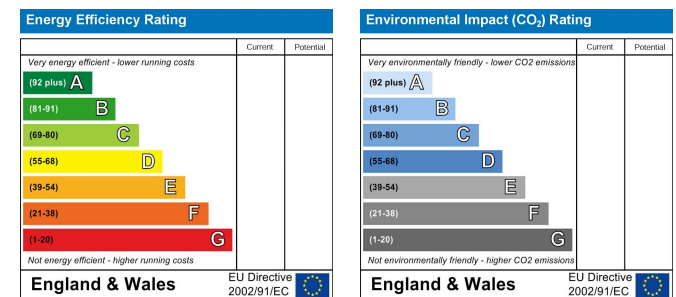 Energy Efficiency Rating
Current Potential
Very energy efficient - lower running costs
(92 plus) A
(81-91) B
(69-80) C
(55-68) D
(39-54) E
(21-38) F
(1-20) G
Not energy efficient - higher running costs
England & Wales
EU Directive
2002/91/EC
Environmental Impact (CO₂) Rating
Current Potential
Very environmentally friendly - lower CO2 emissions
(92 plus) A
(81-91) B
(69-80) C
(55-68) D
(39-54) E
(21-38) F
(1-20) G
Not environmentally friendly - higher CO2 emissions
England & Wales
EU Directive
2002/91/EC